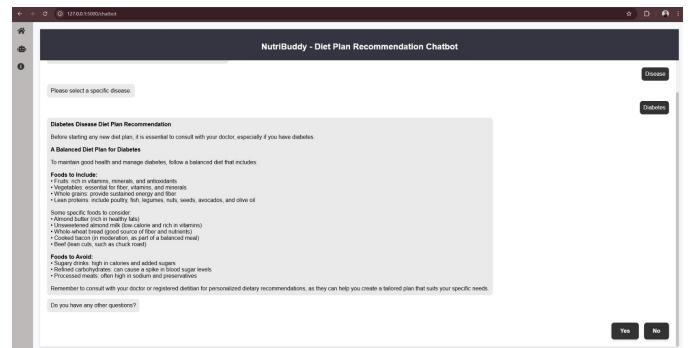 127.0.0.1:5000/chatbot
NutriBuddy - Diet Plan Recommendation Chatbot
Disease
Please select a specific disease.
Diabetes
Diabetes Disease Diet Plan Recommendation
Before starting any new diet plan, it is essential to consult with your doctor, especially if you have diabetes.
A Balanced Diet Plan for Diabetes
To maintain good health and manage diabetes, follow a balanced diet that includes:
Foods to Include:
• Fruits: rich in vitamins, minerals, and antioxidants
• Vegetables: essential for fiber, vitamins, and minerals
• Whole grains: provide sustained energy and fiber
• Lean proteins: include poultry, fish, legumes, nuts, seeds, avocados, and olive oil
Some specific foods to consider:
• Almond butter (rich in healthy fats)
• Unsweetened almond milk (low-calorie and rich in vitamins)
• Whole-wheat bread (good source of fiber and nutrients)
• Cooked bacon (in moderation, as part of a balanced meal)
• Beef (lean cuts, such as chuck roast)
Foods to Avoid:
• Sugary drinks: high in calories and added sugars
• Refined carbohydrates: can cause a spike in blood sugar levels
• Processed meats: often high in sodium and preservatives
Remember to consult with your doctor or registered dietitian for personalized dietary recommendations, as they can help you create a tailored plan that suits your specific needs.
Do you have any other questions?
Yes No